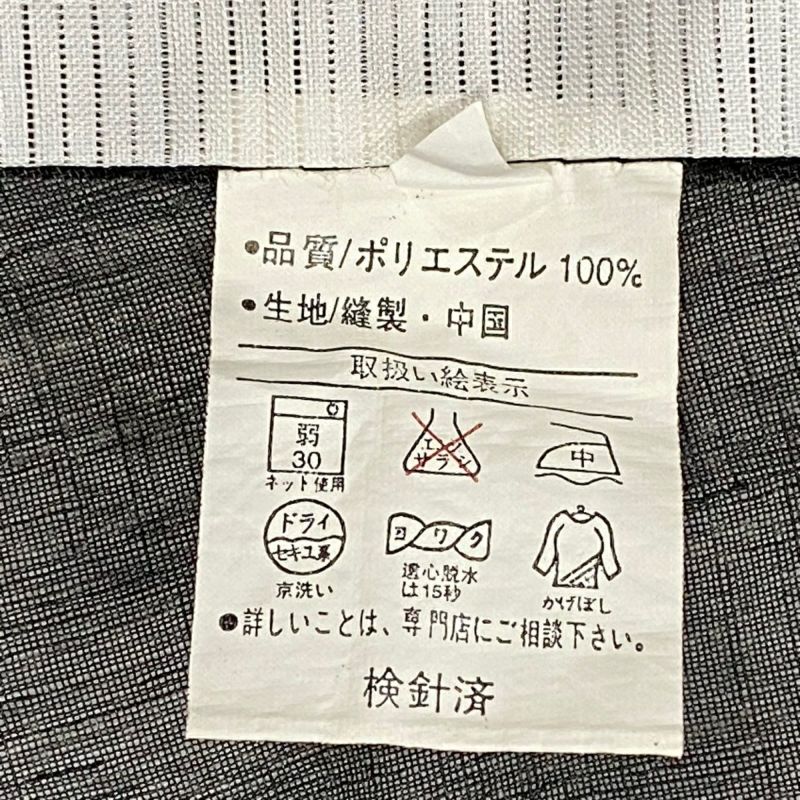 ●品質/ポリエステル 100%
●生地/縫製・中国
取扱い絵表示
弱
30
ネット使用
エンソ
サラシ
中
ドライ
セキユ系
京洗い
ヨワク
遠心脱水
は15秒
かげぼし
●詳しいことは、専門店にご相談下さい。
検針済